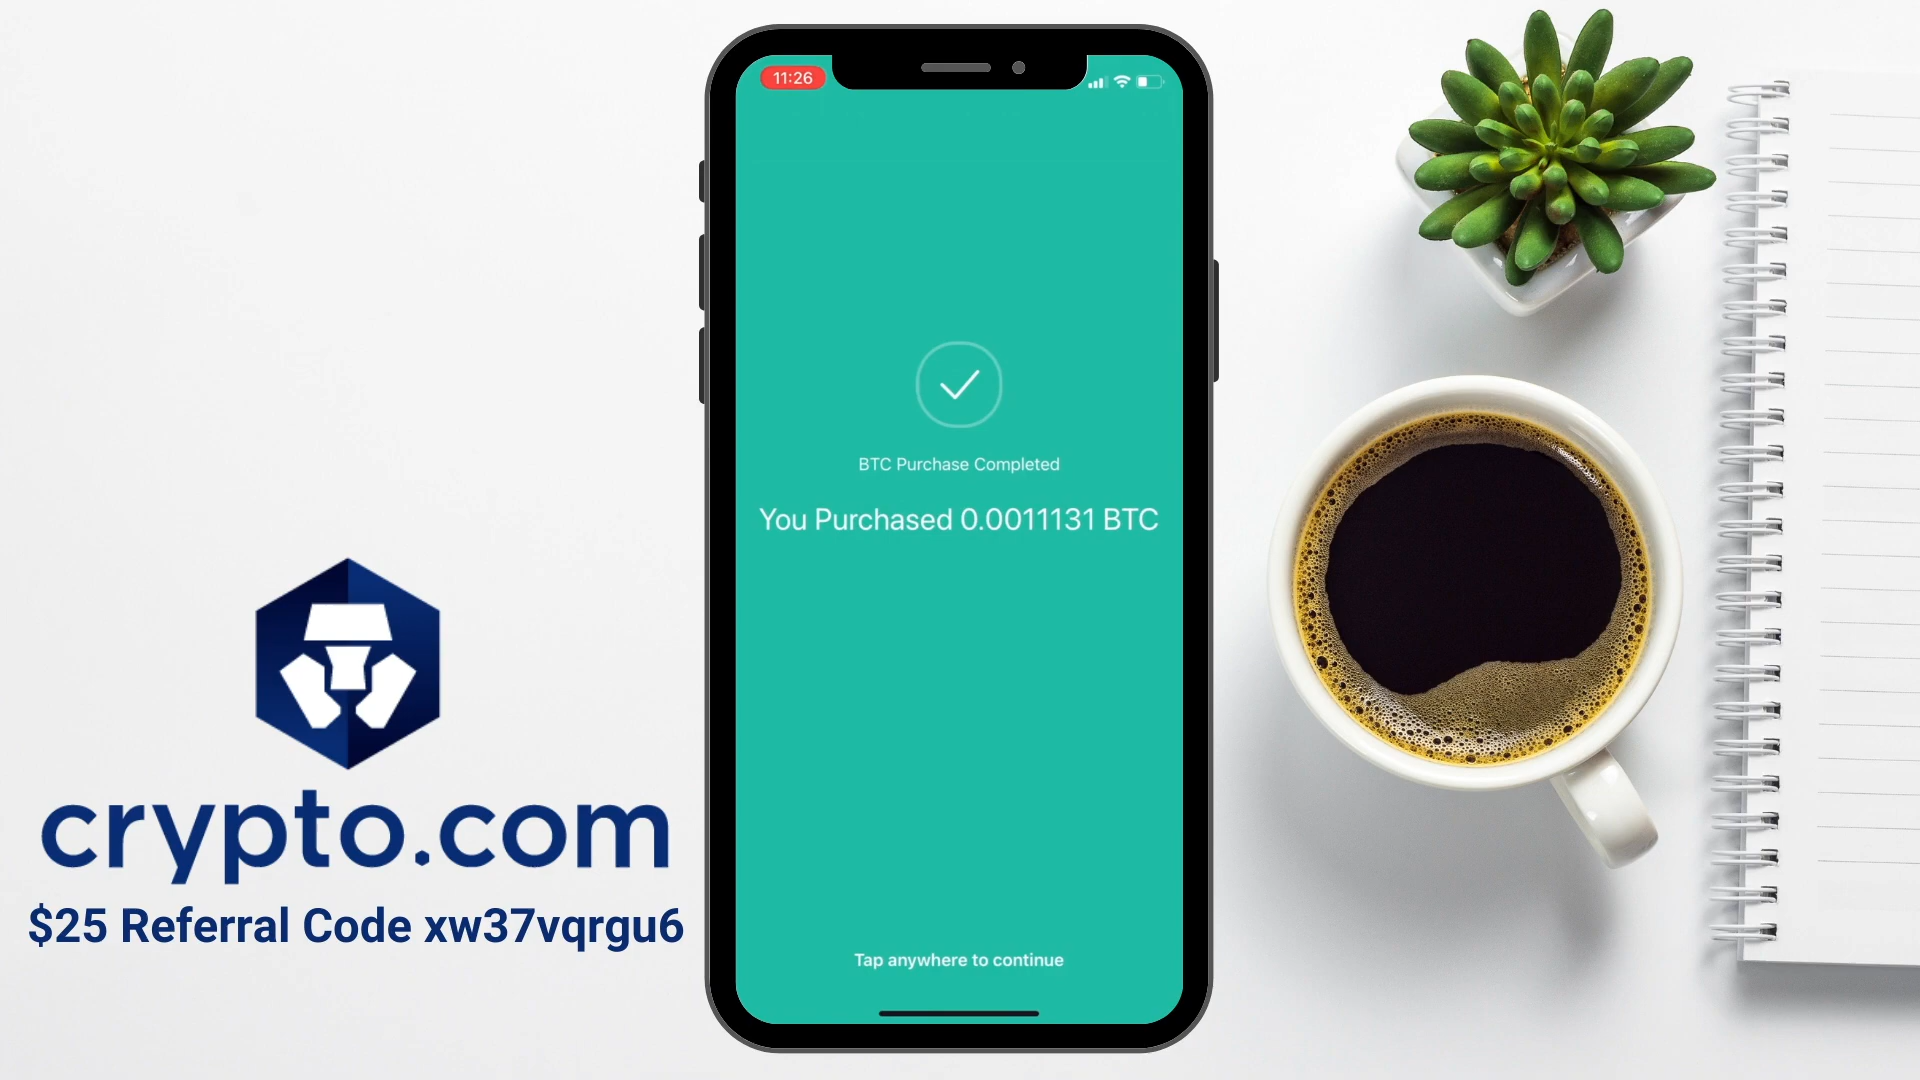 11:26
BTC Purchase Completed
You Purchased 0.0011131 BTC
crypto.com
$25 Referral Code xw37vqrgu6
Tap anywhere to continue